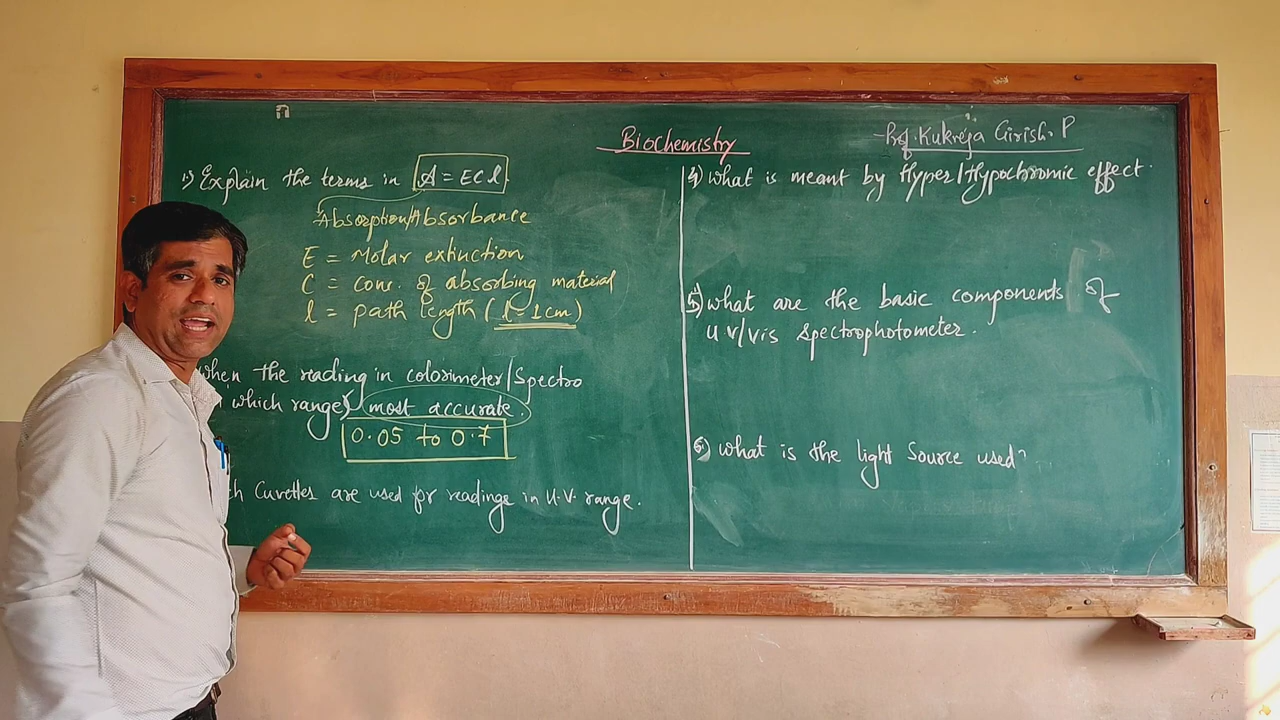 Biochemistry
Prof. Kukreja Girish. P
1) Explain the terms in A = ECl
Absorption/Absorbance
E = Molar extinction
C = conc. of absorbing material
l = path length (l - 1cm)
when the reading in colorimeter/Spectro
which range, most accurate.
0.05 to 0.7
Cuvettes are used for readings in U.V. range.
4) what is meant by Hyper/Hypochromic effect.
5) what are the basic components of
UV/vis spectrophotometer.
6) what is the light Source used?